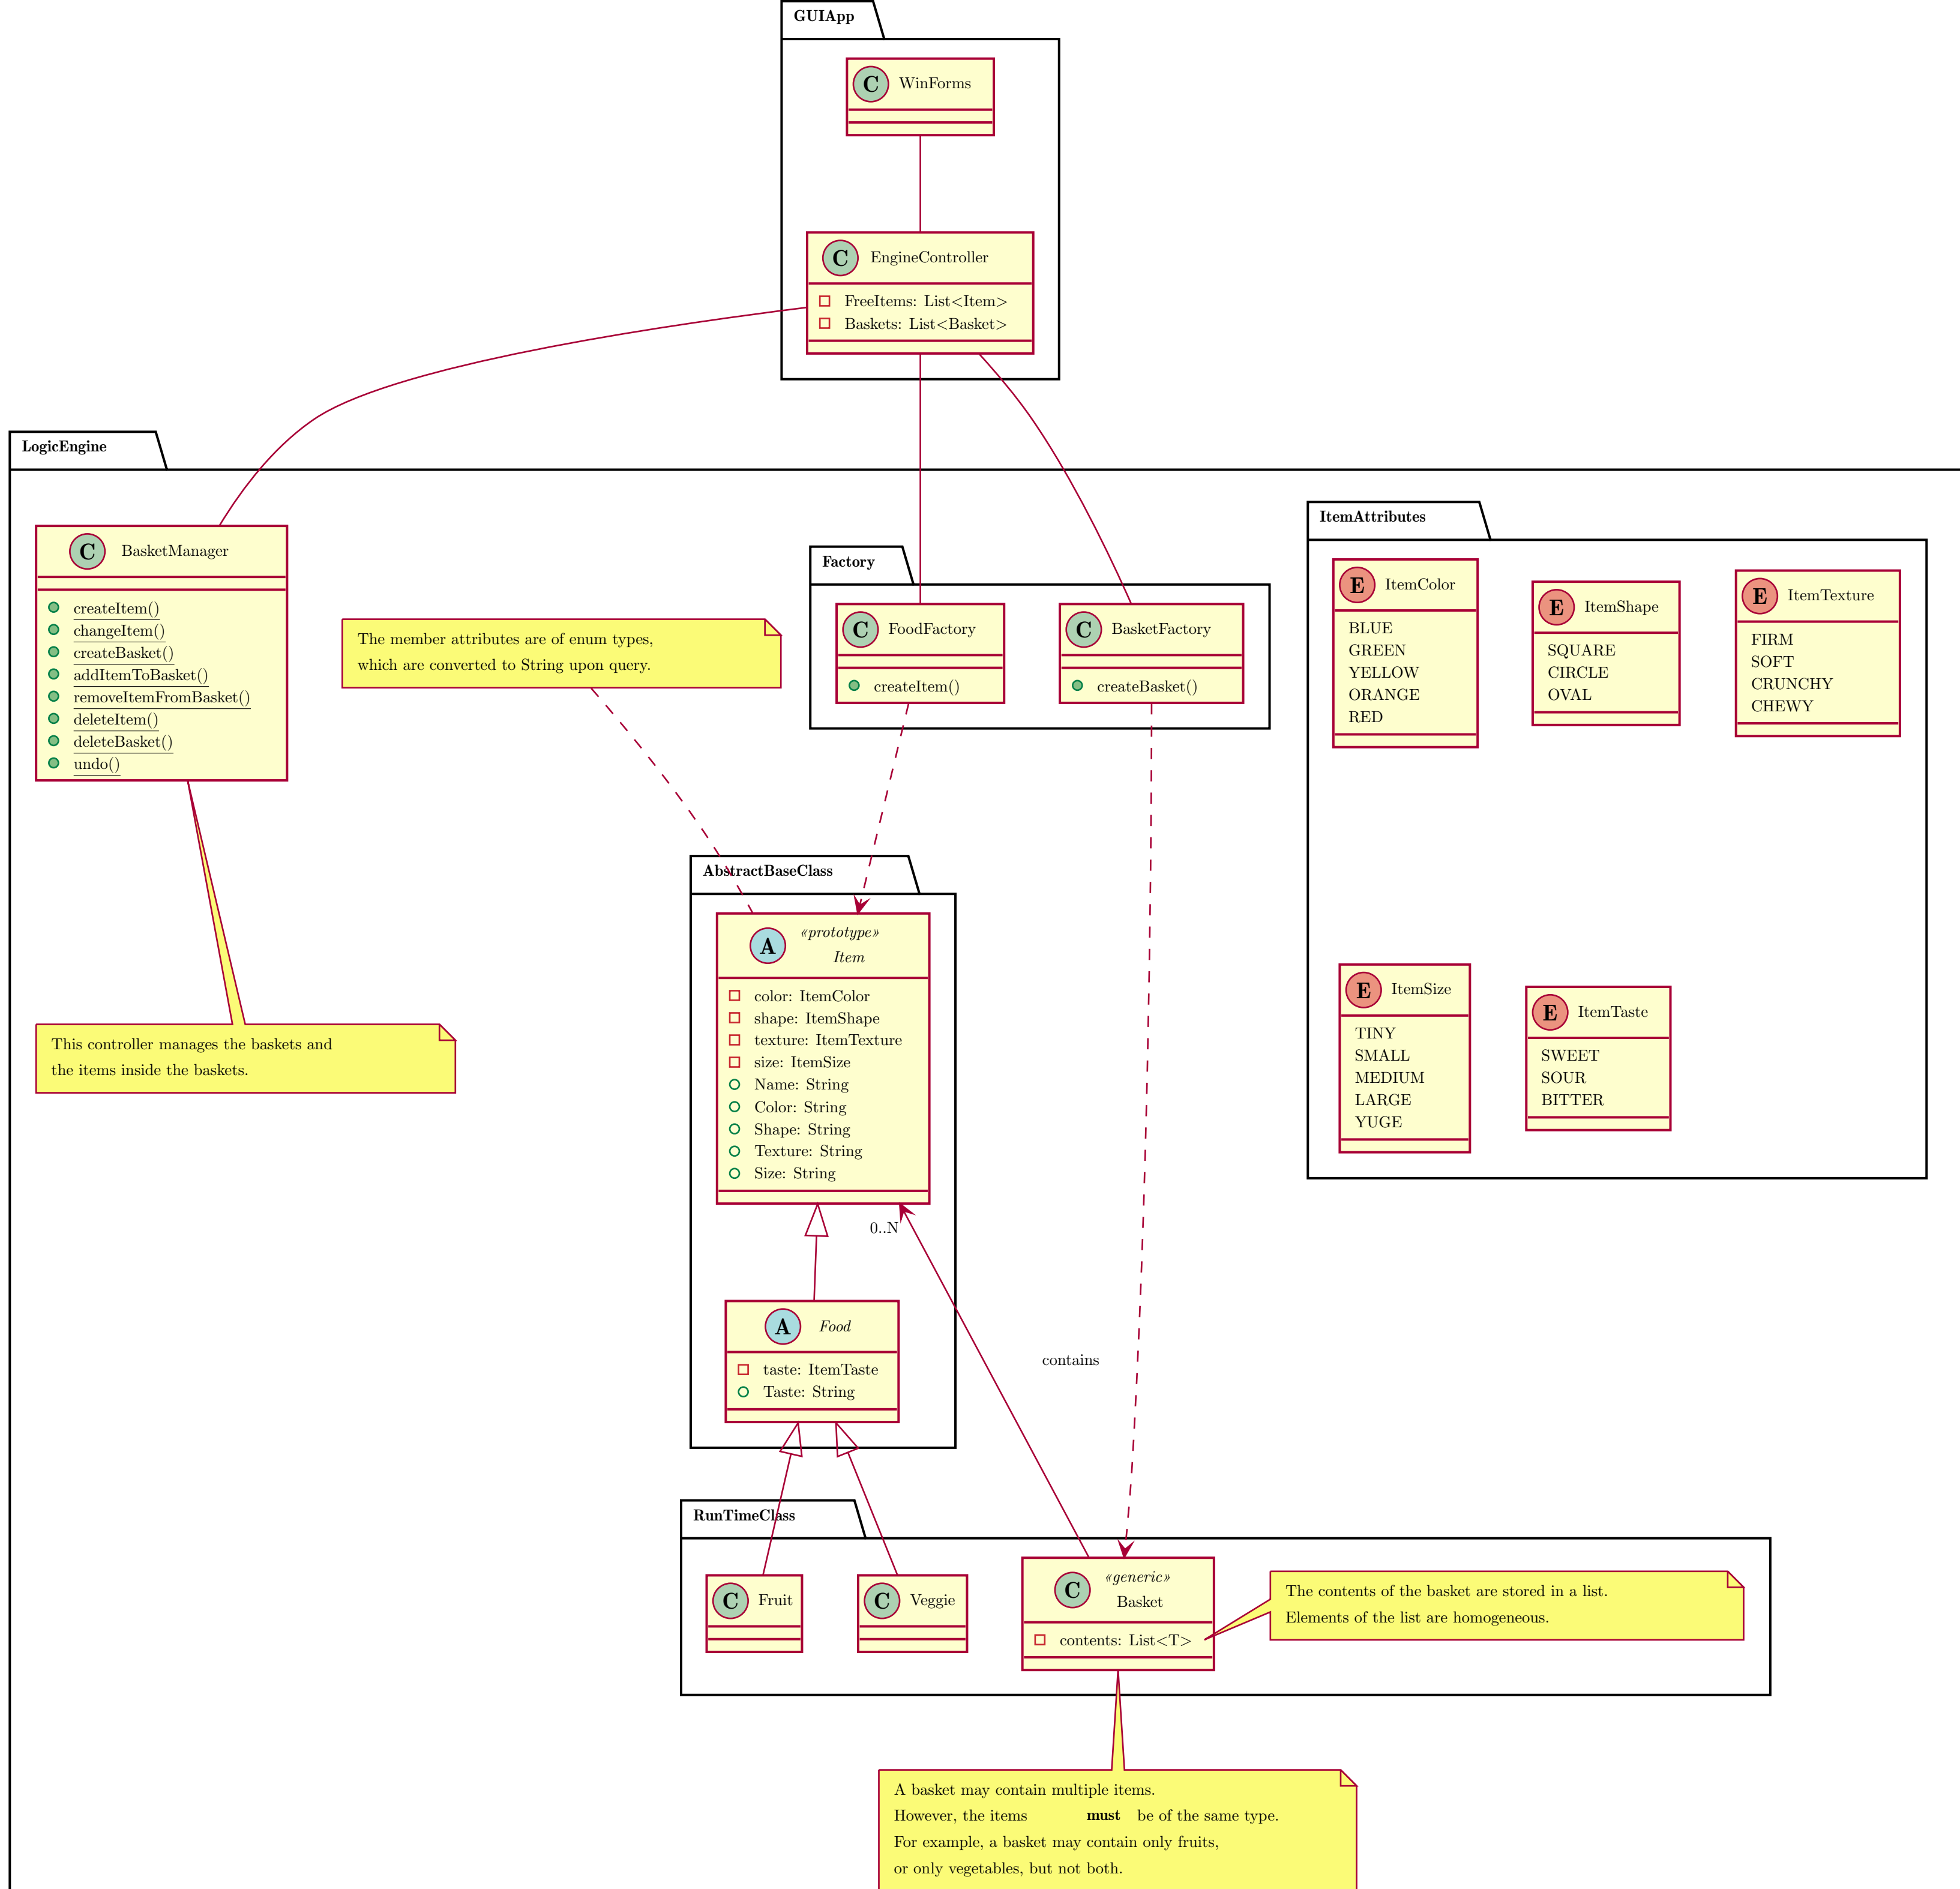 GUIApp
C WinForms
C EngineController
FreeItems: List<Item>
Baskets: List<Basket>
LogicEngine
C BasketManager
createItem()
changeItem()
createBasket()
addItemToBasket()
removeItemFromBasket()
deleteItem()
deleteBasket()
undo()
The member attributes are of enum types,
which are converted to String upon query.
Factory
C FoodFactory
createItem()
C BasketFactory
createBasket()
ItemAttributes
E ItemColor
BLUE
GREEN
YELLOW
ORANGE
RED
E ItemShape
SQUARE
CIRCLE
OVAL
E ItemTexture
FIRM
SOFT
CRUNCHY
CHEWY
E ItemSize
TINY
SMALL
MEDIUM
LARGE
YUGE
E ItemTaste
SWEET
SOUR
BITTER
This controller manages the baskets and
the items inside the baskets.
AbstractBaseClass
«prototype»
A Item
color: ItemColor
shape: ItemShape
texture: ItemTexture
size: ItemSize
Name: String
Color: String
Shape: String
Texture: String
Size: String
0..N
contains
A Food
taste: ItemTaste
Taste: String
RunTimeClass
C Fruit
C Veggie
«generic»
C Basket
contents: List<T>
The contents of the basket are stored in a list.
Elements of the list are homogeneous.
A basket may contain multiple items.
However, the items must be of the same type.
For example, a basket may contain only fruits,
or only vegetables, but not both.